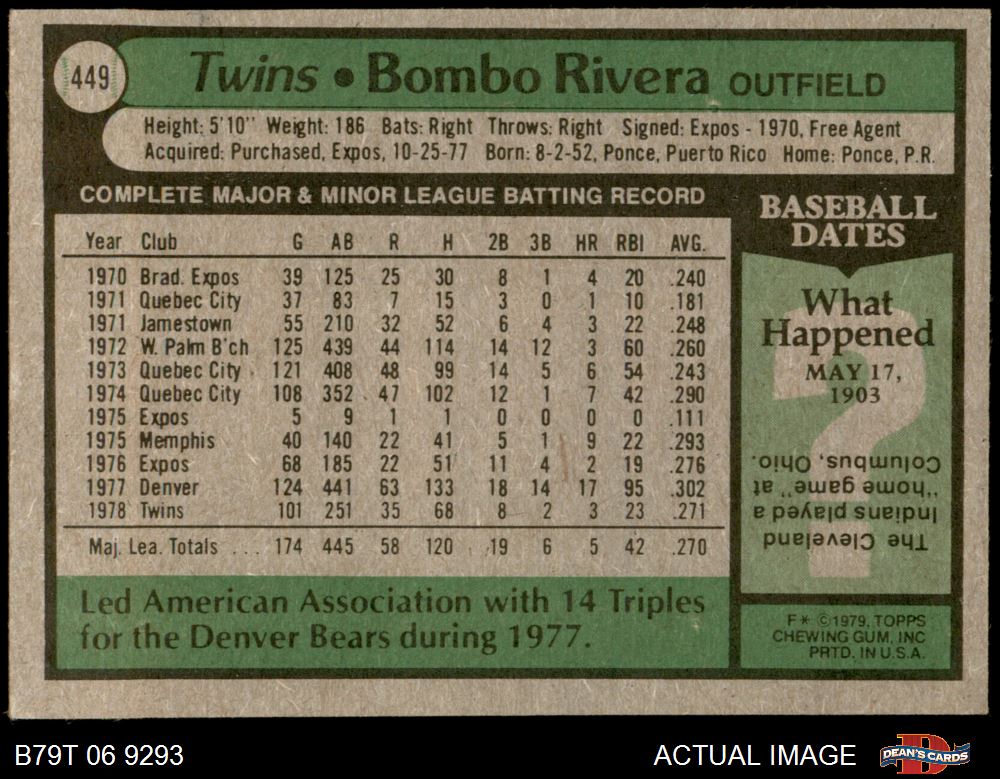 449
Twins • Bombo Rivera OUTFIELD
Height: 5'10" Weight: 186 Bats: Right Throws: Right Signed: Expos - 1970, Free Agent
Acquired: Purchased, Expos, 10-25-77 Born: 8-2-52, Ponce, Puerto Rico Home: Ponce, P.R.
COMPLETE MAJOR & MINOR LEAGUE BATTING RECORD
Year Club G AB R H 2B 3B HR RBI AVG.
1970 Brad. Expos 39 125 25 30 8 1 4 20 .240
1971 Quebec City 37 83 7 15 3 0 1 10 .181
1971 Jamestown 55 210 32 52 6 4 3 22 .248
1972 W. Palm B'ch 125 439 44 114 14 12 3 60 .260
1973 Quebec City 121 408 48 99 14 5 6 54 .243
1974 Quebec City 108 352 47 102 12 1 7 42 .290
1975 Expos 5 9 1 1 0 0 0 0 .111
1975 Memphis 40 140 22 41 5 1 9 22 .293
1976 Expos 68 185 22 51 11 4 2 19 .276
1977 Denver 124 441 63 133 18 14 17 95 .302
1978 Twins 101 251 35 68 8 2 3 23 .271
Maj. Lea. Totals ... 174 445 58 120 19 6 5 42 .270
Led American Association with 14 Triples
for the Denver Bears during 1977.
BASEBALL
DATES
What
Happened
MAY 17,
1903
?
The Cleveland
Indians played a
"home game" at
Columbus, Ohio.
F* ©1979, TOPPS
CHEWING GUM, INC
PRTD. IN U.S.A.
B79T 06 9293
ACTUAL IMAGE
D
DEAN'S CARDS